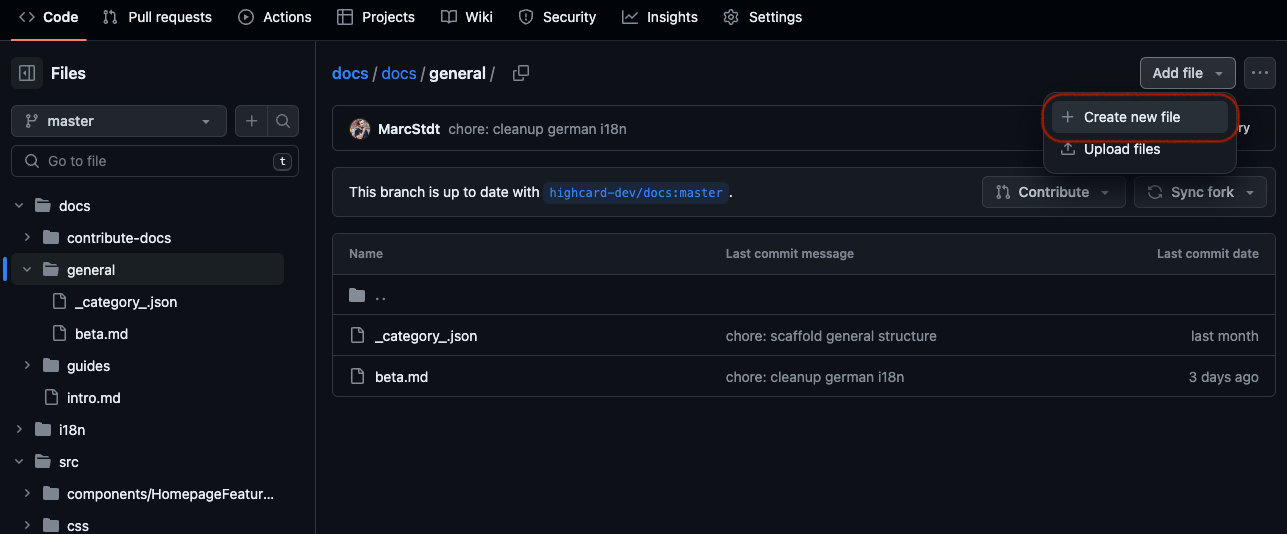 Code Pull requests Actions Projects Wiki Security Insights Settings
Files
master
Go to file t
docs
contribute-docs
general
_category_.json
beta.md
guides
intro.md
i18n
src
components/HomepageFeatur...
css
docs / docs / general /
Add file
Create new file
Upload files
MarcStdt chore: cleanup german i18n
ry
This branch is up to date with highcard-dev/docs:master.
Contribute Sync fork
Name Last commit message Last commit date
..
_category_.json chore: scaffold general structure last month
beta.md chore: cleanup german i18n 3 days ago